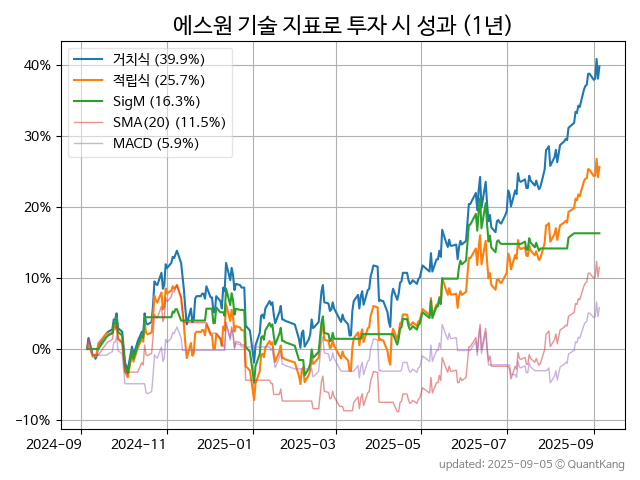 에스원 기술 지표로 투자 시 성과 (1년)
거치식 (39.9%)
적립식 (25.7%)
SigM (16.3%)
SMA(20) (11.5%)
MACD (5.9%)
40%
30%
20%
10%
0%
−10%
2024-09
2024-11
2025-01
2025-03
2025-05
2025-07
2025-09
updated: 2025-09-05 © QuantKang